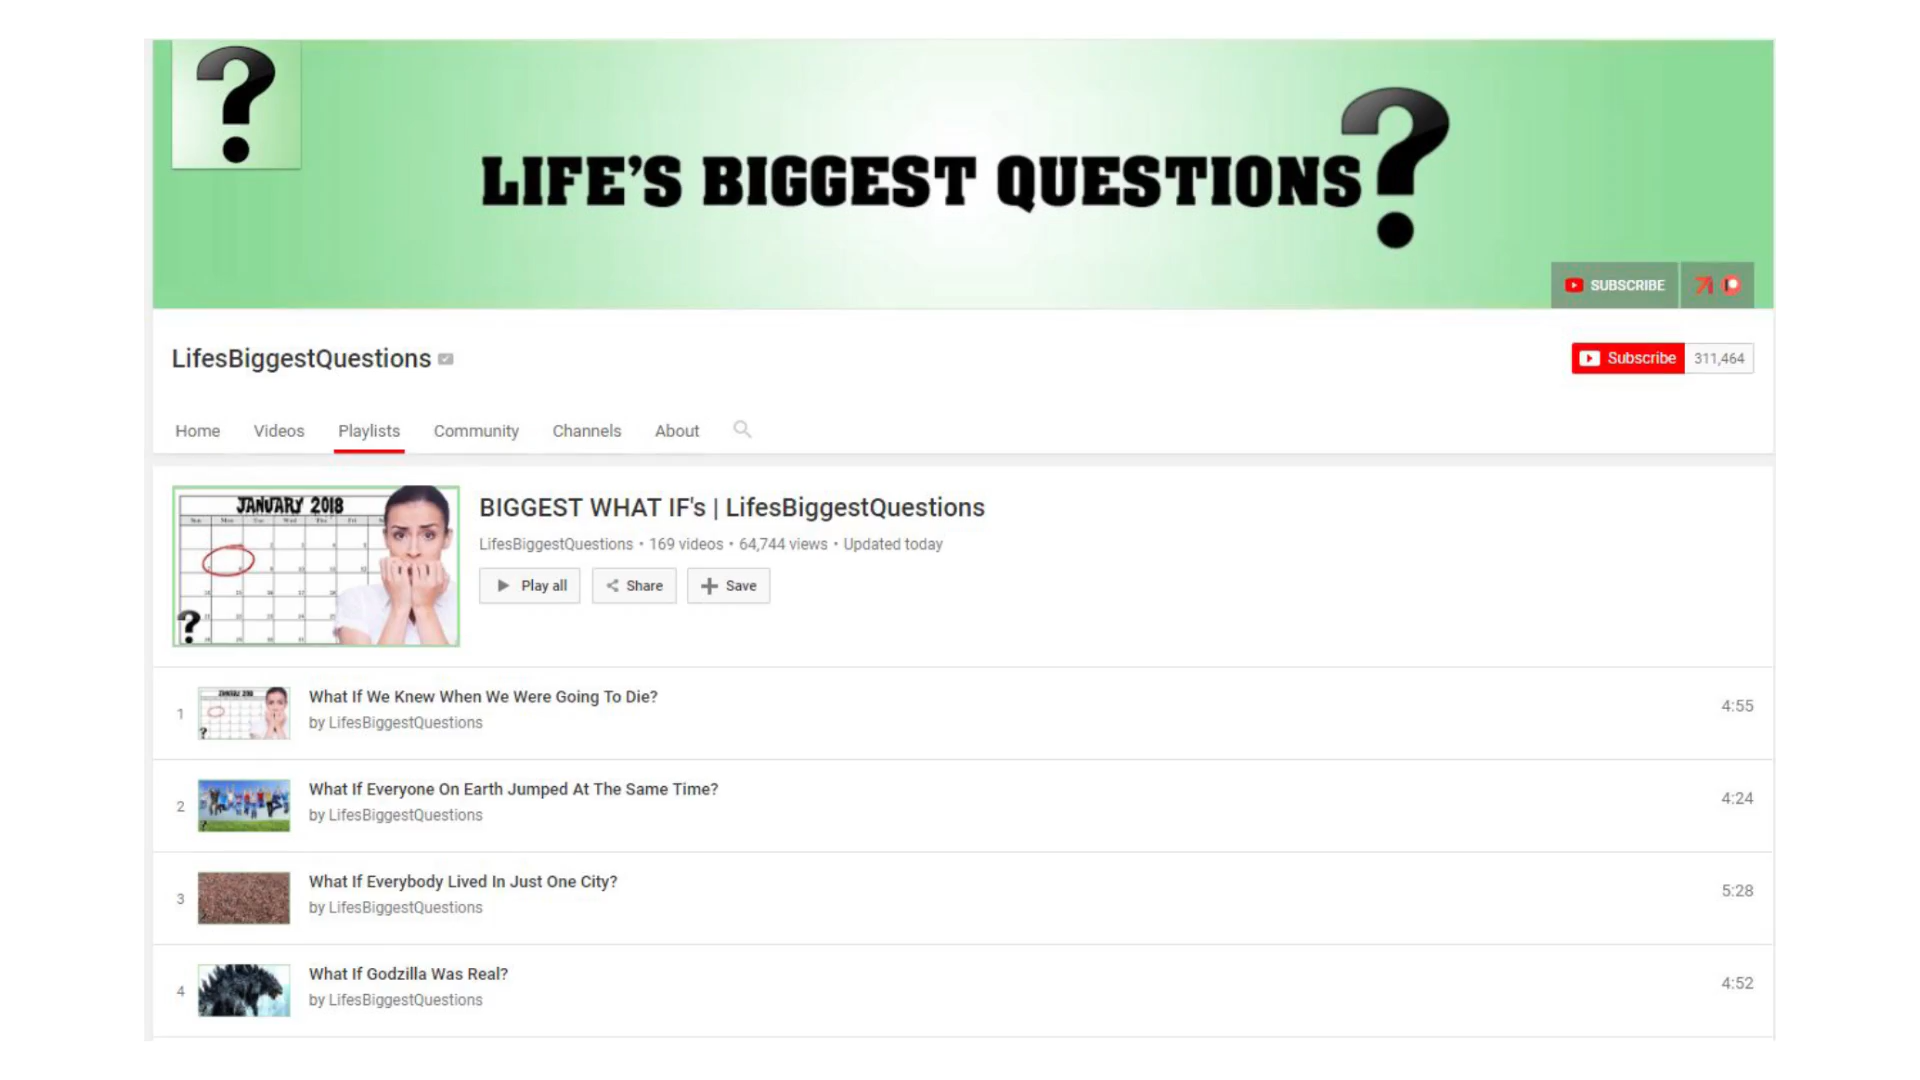 ?
LIFE'S BIGGEST QUESTIONS?
SUBSCRIBE
LifesBiggestQuestions
Subscribe 311,464
Home Videos Playlists Community Channels About
JANUARY 2018
?
BIGGEST WHAT IF's | LifesBiggestQuestions
LifesBiggestQuestions • 169 videos • 64,744 views • Updated today
Play all Share Save
1
What If We Knew When We Were Going To Die?
by LifesBiggestQuestions
4:55
2
What If Everyone On Earth Jumped At The Same Time?
by LifesBiggestQuestions
4:24
3
What If Everybody Lived In Just One City?
by LifesBiggestQuestions
5:28
4
What If Godzilla Was Real?
by LifesBiggestQuestions
4:52